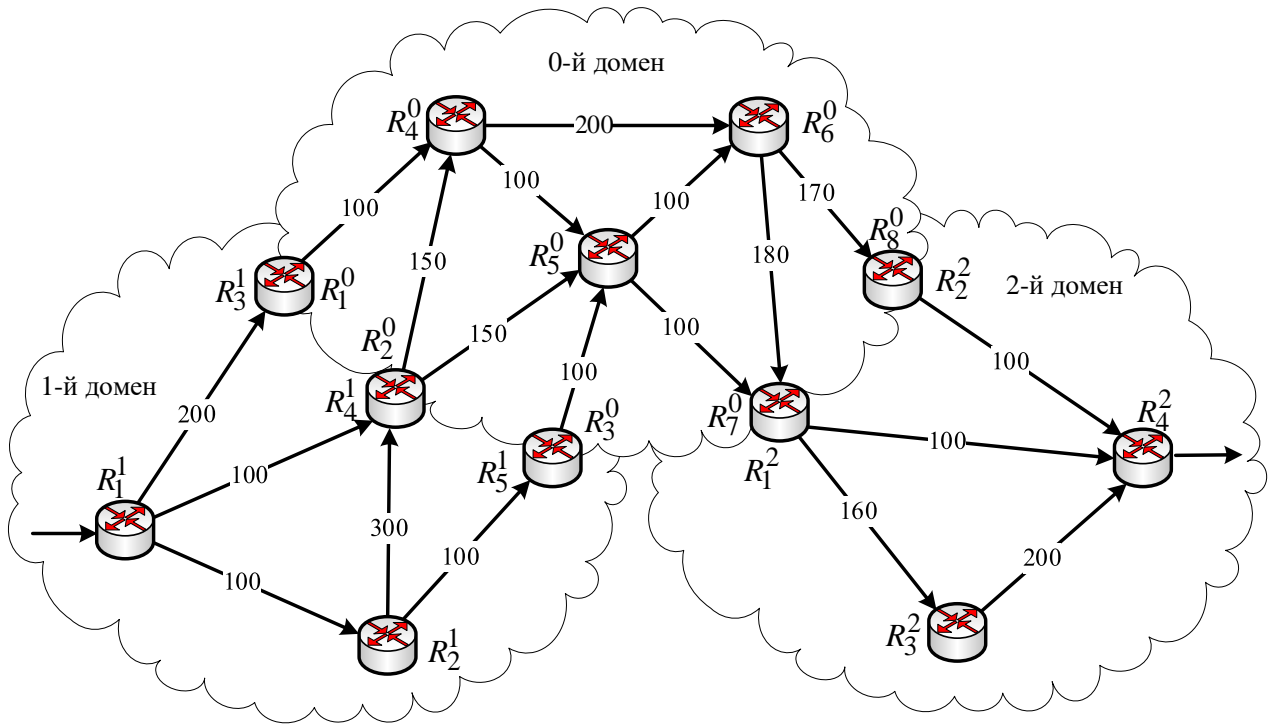 0-й домен
R₄⁰
200
R₆⁰
100
100
100
170
150
R₈⁰
R₅⁰
180
R₃¹
R₁⁰
R₂²
2-й домен
150
100
R₂⁰
100
1-й домен
100
R₄¹
200
R₃⁰
R₇⁰
R₄²
100
R₁²
100
R₁¹
R₅¹
160
300
100
200
100
R₂¹
R₃²